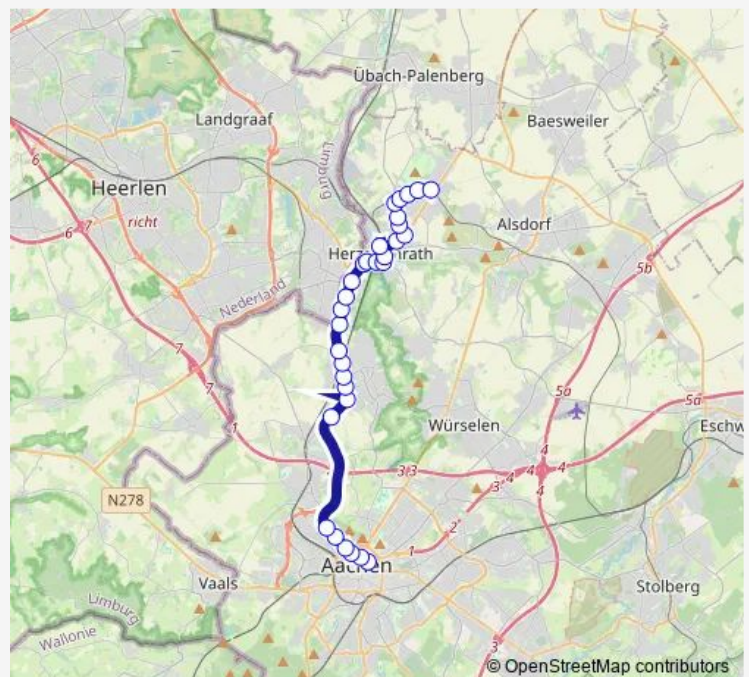 Übach-Palenberg
Landgraaf
Baesweiler
Limburg
6
Heerlen
7
6
richt
Alsdorf
Herzogenrath
5b
Nederland
7
7
5a
5a
Würselen
Eschw
1
3
3
4
4
4
3
4
N278
4
2
1
Aachen
Vaals
Stolberg
Limburg
Wallonie
3
© OpenStreetMap contributors